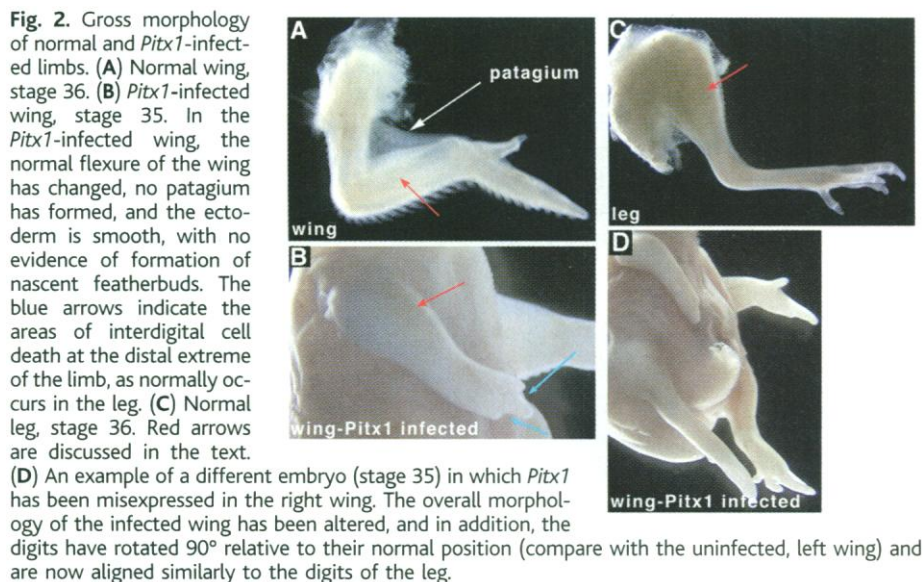 Fig. 2. Gross morphology
of normal and Pitx1-infect-
ed limbs. (A) Normal wing,
stage 36. (B) Pitx1-infected
wing, stage 35. In the
Pitx1-infected wing, the
normal flexure of the wing
has changed, no patagium
has formed, and the ecto-
derm is smooth, with no
evidence of formation of
nascent featherbuds. The
blue arrows indicate the
areas of interdigital cell
death at the distal extreme
of the limb, as normally oc-
curs in the leg. (C) Normal
leg, stage 36. Red arrows
are discussed in the text.
(D) An example of a different embryo (stage 35) in which Pitx1
has been misexpressed in the right wing. The overall morphol-
ogy of the infected wing has been altered, and in addition, the
digits have rotated 90° relative to their normal position (compare with the uninfected, left wing) and
are now aligned similarly to the digits of the leg.
A
patagium
wing
C
leg
B
wing-Pitx1 infected
D
wing-Pitx1 infected